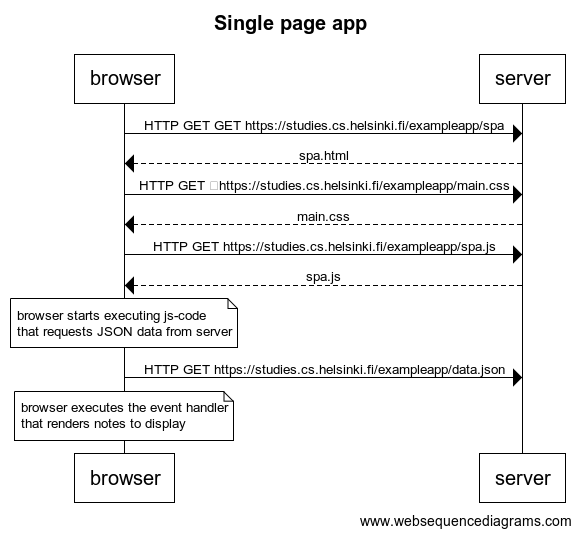 Single page app
browser
server
HTTP GET GET https://studies.cs.helsinki.fi/exampleapp/spa
spa.html
HTTP GET https://studies.cs.helsinki.fi/exampleapp/main.css
main.css
HTTP GET https://studies.cs.helsinki.fi/exampleapp/spa.js
spa.js
browser starts executing js-code
that requests JSON data from server
HTTP GET https://studies.cs.helsinki.fi/exampleapp/data.json
browser executes the event handler
that renders notes to display
browser
server
www.websequencediagrams.com